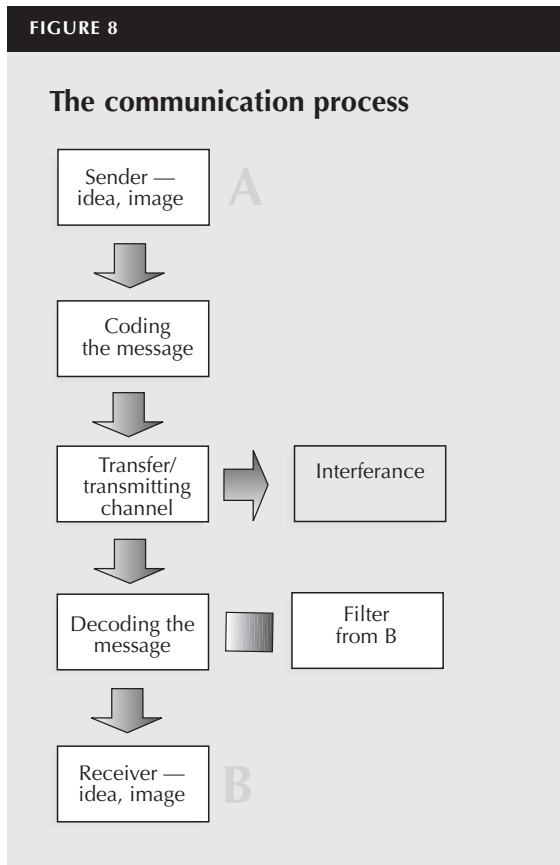 FIGURE 8
The communication process
Sender —
idea, image
A
Coding
the message
Transfer/
transmitting
channel
Interferance
Decoding the
message
Filter
from B
Receiver —
idea, image
B